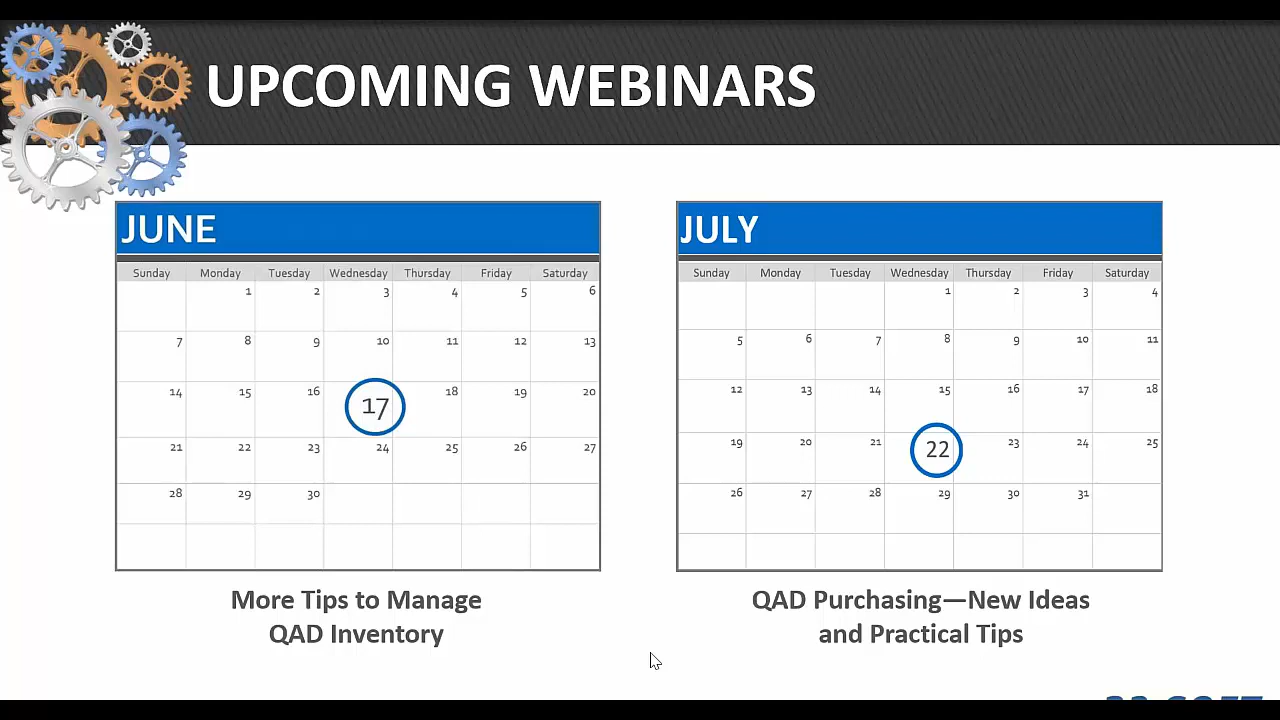 UPCOMING WEBINARS
JUNE
Sunday Monday Tuesday Wednesday Thursday Friday Saturday
1 2 3 4 5 6
7 8 9 10 11 12 13
14 15 16 17 18 19 20
21 22 23 24 25 26 27
28 29 30
More Tips to Manage
QAD Inventory
JULY
Sunday Monday Tuesday Wednesday Thursday Friday Saturday
1 2 3 4
5 6 7 8 9 10 11
12 13 14 15 16 17 18
19 20 21 22 23 24 25
26 27 28 29 30 31
QAD Purchasing—New Ideas
and Practical Tips